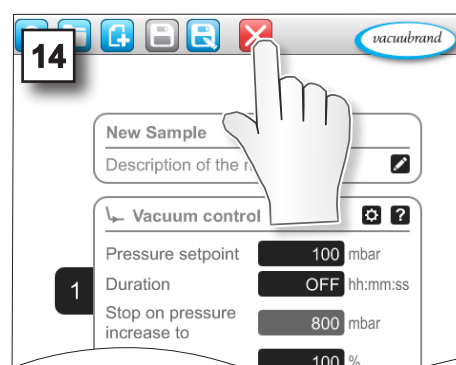 14
vacuubrand
New Sample
Description of the
Vacuum control
?
Pressure setpoint 100 mbar
1
Duration OFF hh:mm:ss
Stop on pressure
increase to 800 mbar
100 %